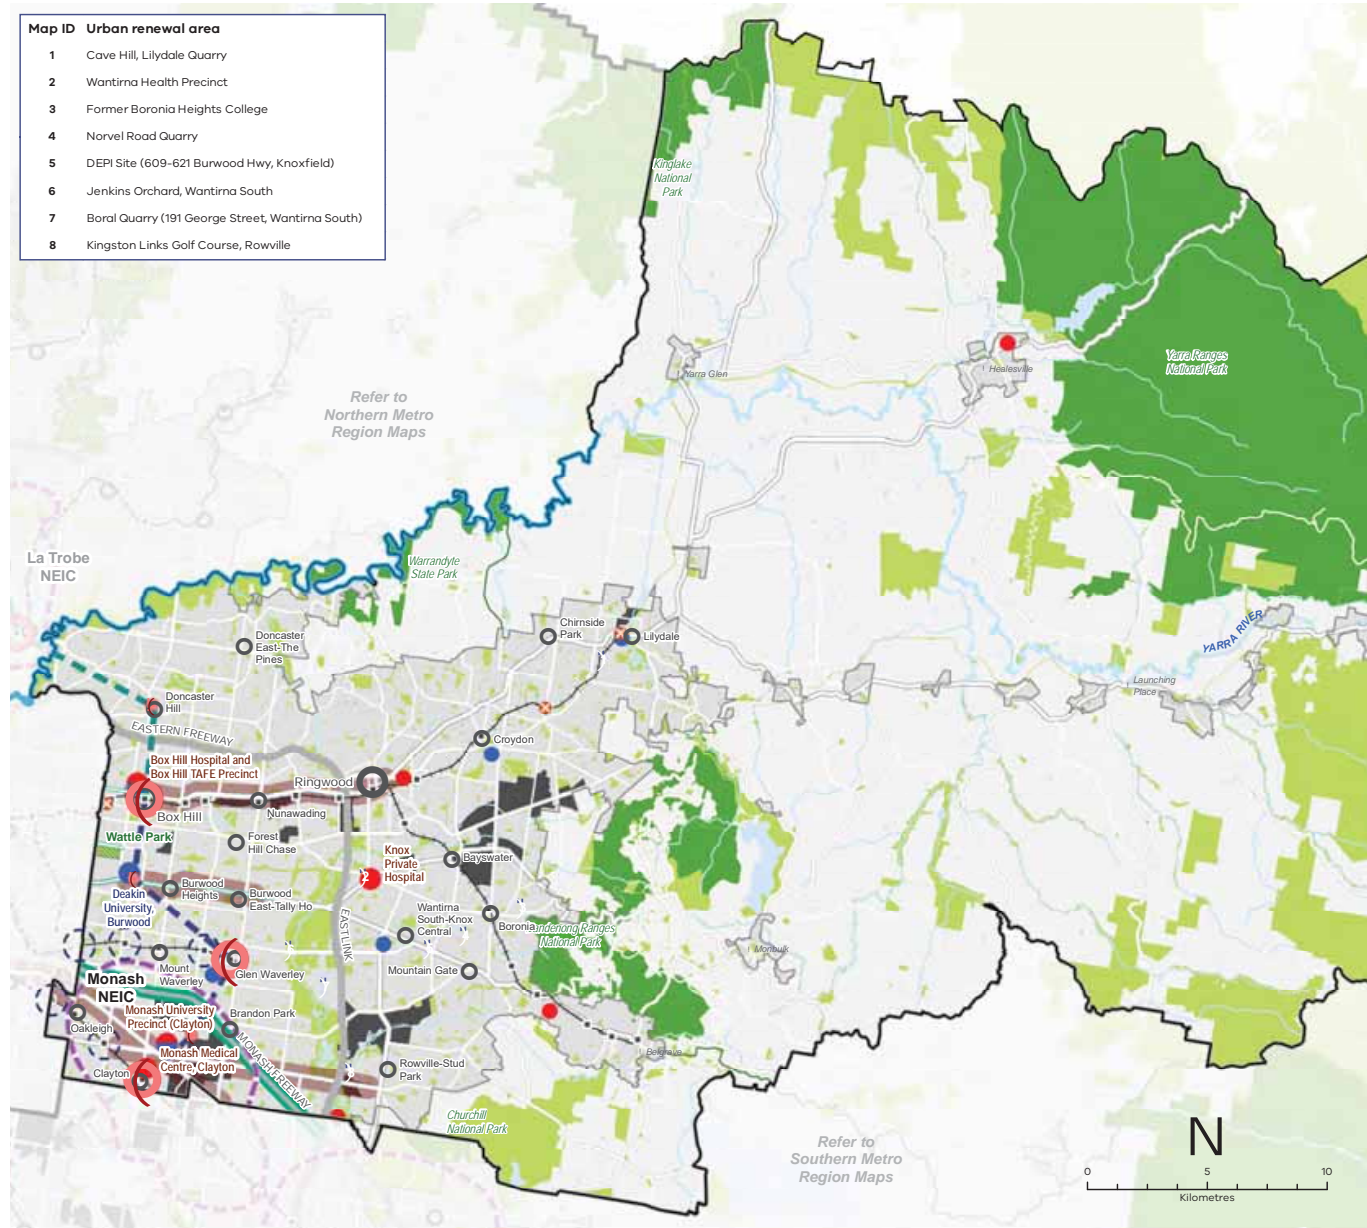 Map ID Urban renewal area
1 Cave Hill, Lilydale Quarry
2 Wantirna Health Precinct
3 Former Boronia Heights College
4 Norvel Road Quarry
5 DEPI Site (609-621 Burwood Hwy, Knoxfield)
6 Jenkins Orchard, Wantirna South
7 Boral Quarry (191 George Street, Wantirna South)
8 Kingston Links Golf Course, Rowville
Kinglake
National
Park
Yarra Ranges
National Park
Yarra Glen
Healesville
Refer to
Northern Metro
Region Maps
La Trobe
NEIC
Warrandyte
State Park
Chirnside
Park
Lilydale
Doncaster
East-The
Pines
YARRA RIVER
Launching
Place
Doncaster
Hill
EASTERN FREEWAY
Croydon
Box Hill Hospital and
Box Hill TAFE Precinct
Ringwood
Box Hill
Nunawading
Wattle Park
Forest
Hill Chase
Knox
Private
Hospital
2
Bayswater
Deakin
University,
Burwood
Burwood
Heights
Burwood
East-Tally Ho
EASTLINK
Wantirna
South-Knox
Central
Boronia
andenong Ranges
National Park
Monbulk
Mount
Waverley
Glen Waverley
Mountain Gate
Monash
NEIC
Monash University
Precinct (Clayton)
Brandon Park
Oakleigh
MONASH FREEWAY
Monash Medical
Centre, Clayton
Clayton
Rowville-Stud
Park
Belgrave
Churchill
National Park
Refer to
Southern Metro
Region Maps
N
0 5 10
Kilometres